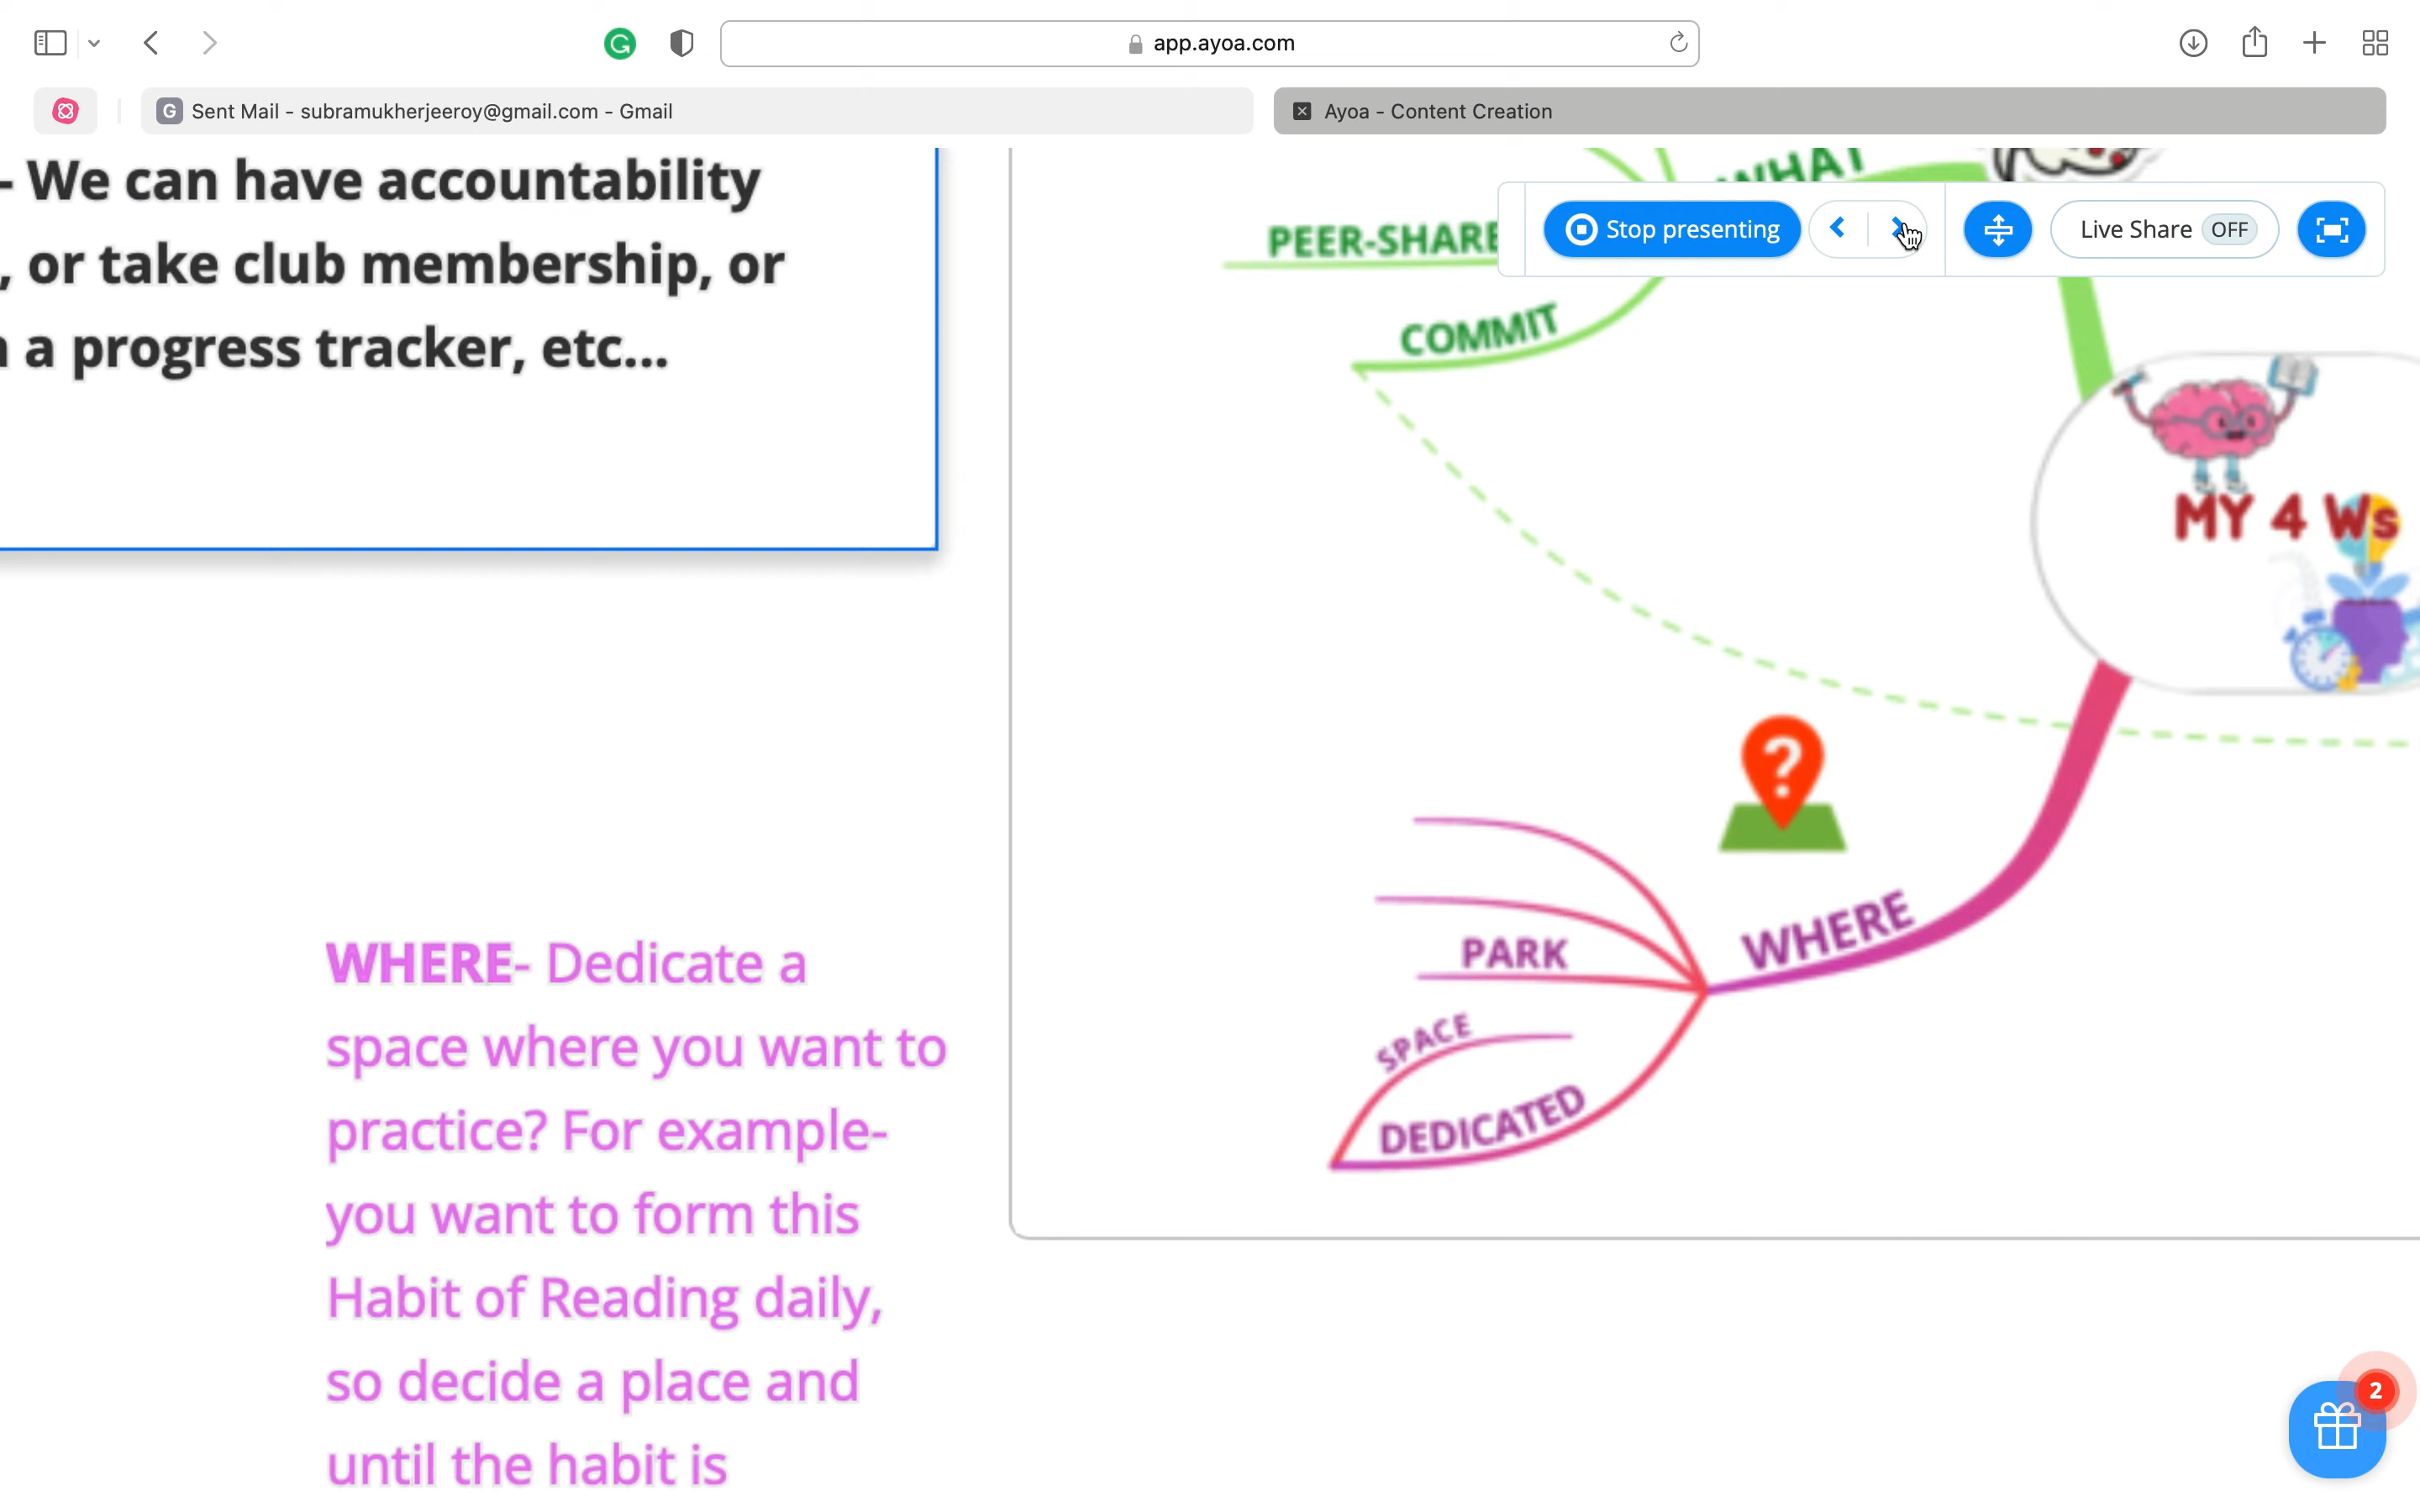 app.ayoa.com
G Sent Mail - subramukherjeeroy@gmail.com - Gmail
Ayoa - Content Creation
- We can have accountability
, or take club membership, or
a progress tracker, etc...
WHAT
Stop presenting
Live Share OFF
PEER-SHARE
COMMIT
MY 4 Ws
WHERE
PARK
SPACE
DEDICATED
WHERE- Dedicate a
space where you want to
practice? For example-
you want to form this
Habit of Reading daily,
so decide a place and
until the habit is
2